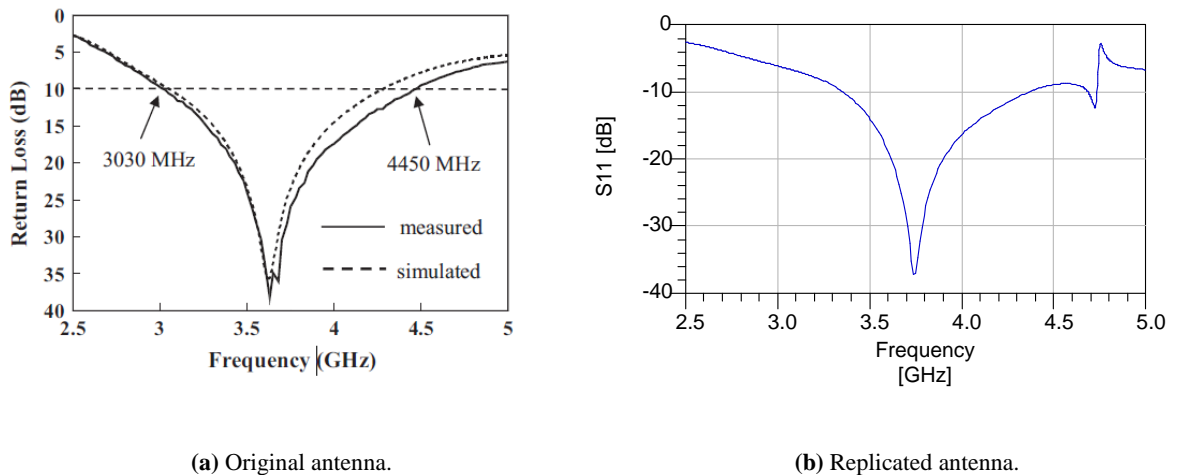 0
5
10
15
20
25
30
35
40
Return Loss (dB)
3030 MHz
4450 MHz
measured
simulated
2.5 3 3.5 4 4.5 5
Frequency (GHz)
(a) Original antenna.
0
-10
-20
-30
-40
S11 [dB]
2.5 3.0 3.5 4.0 4.5 5.0
Frequency
[GHz]
(b) Replicated antenna.